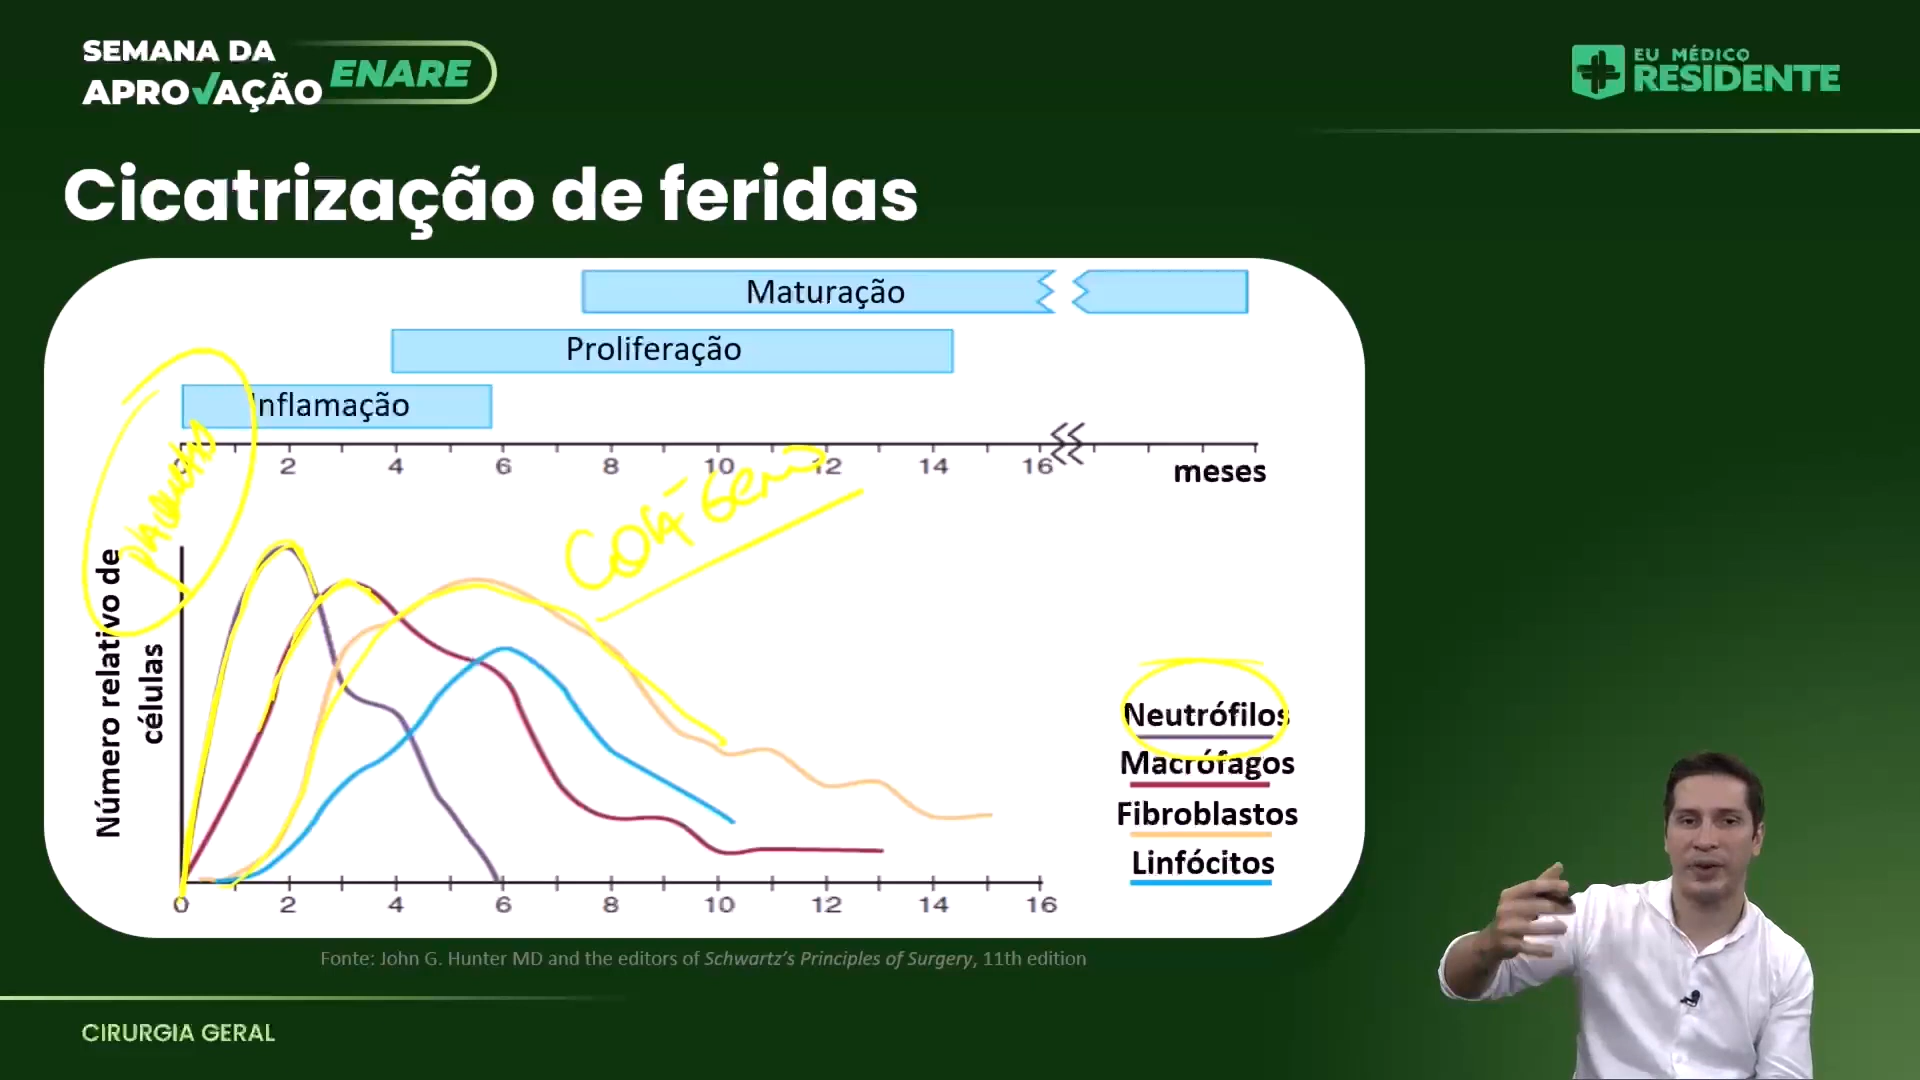 SEMANA DA
APROVAÇÃO ENARE
EU MÉDICO
RESIDENTE
Cicatrização de feridas
Maturação
Proliferação
Inflamação
0 2 4 6 8 10 12 14 16
meses
plaquetas
Colágeno
Número relativo de
células
Neutrófilos
Macrófagos
Fibroblastos
Linfócitos
0 2 4 6 8 10 12 14 16
Fonte: John G. Hunter MD and the editors of Schwartz's Principles of Surgery, 11th edition
CIRURGIA GERAL